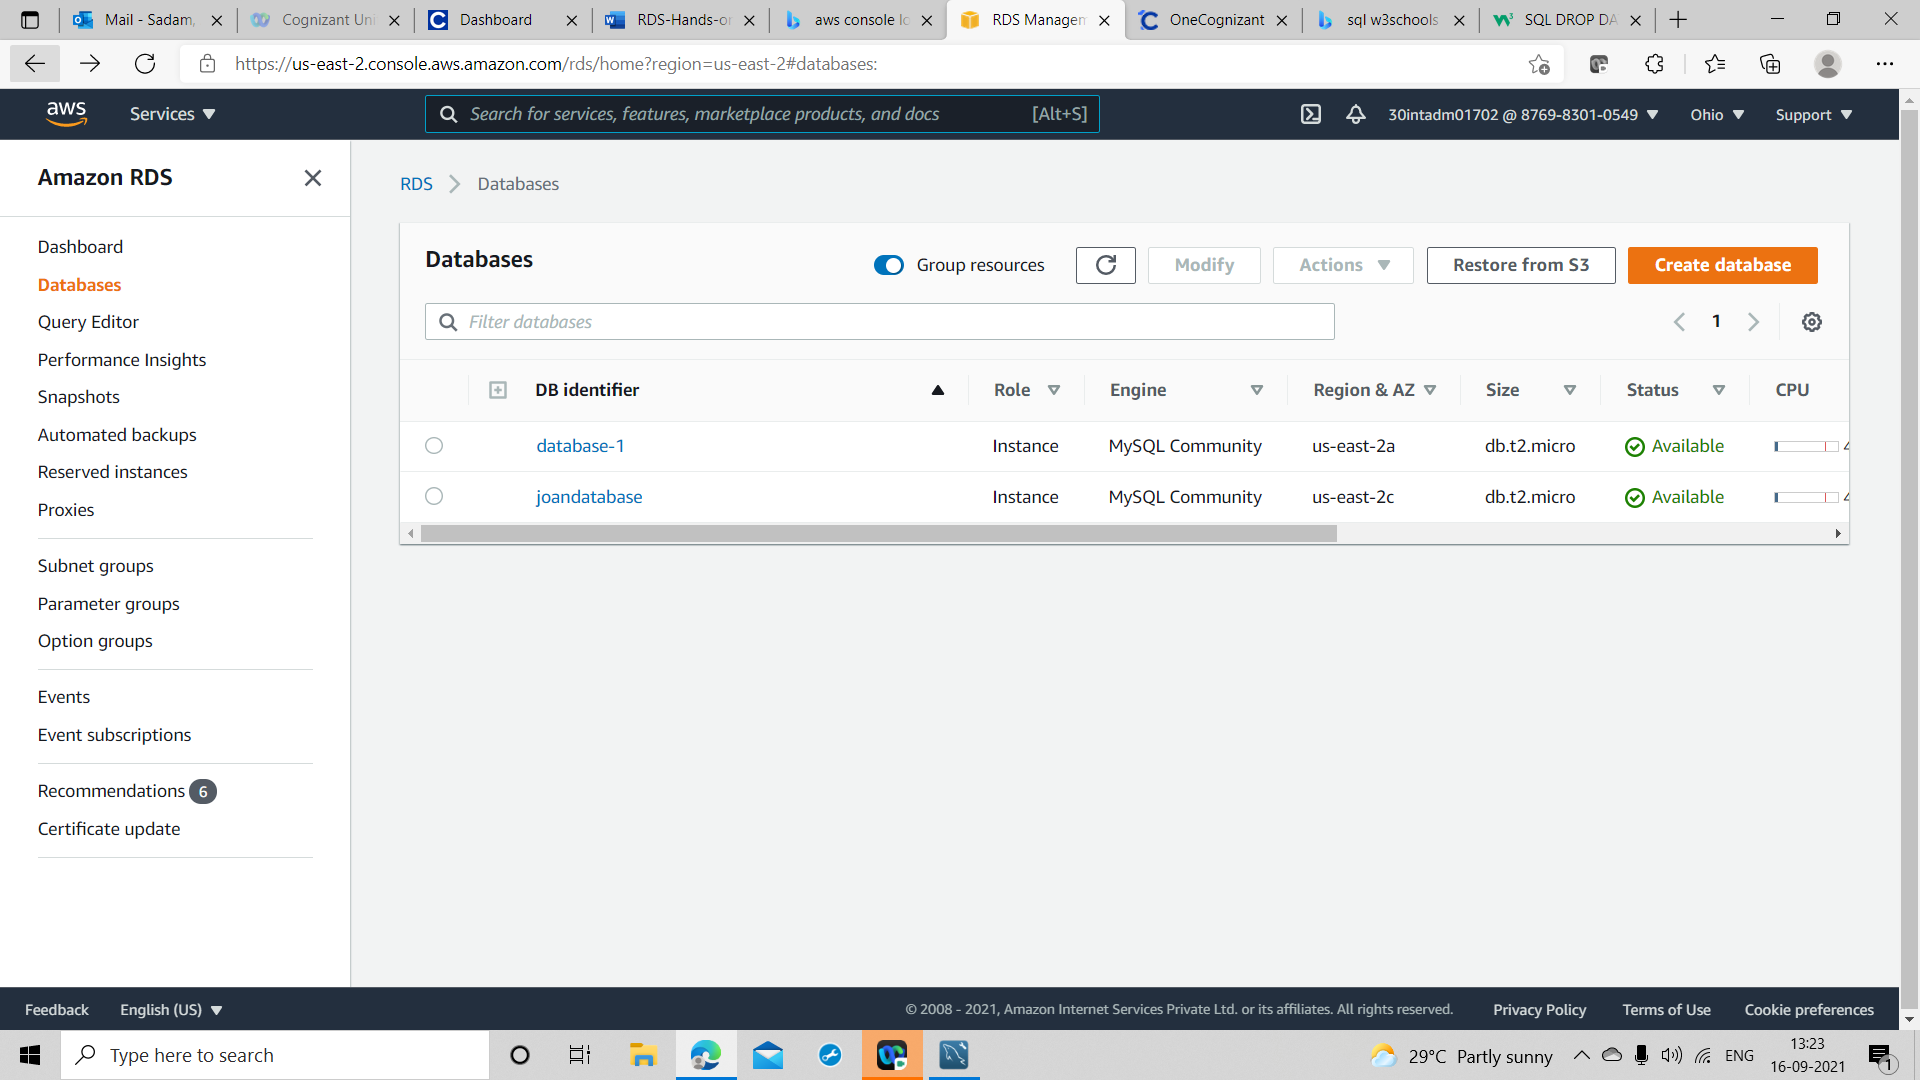 Mail - Sadam,
Cognizant Uni
Dashboard
RDS-Hands-on
aws console lo
RDS Managem
OneCognizant
sql w3schools
SQL DROP DA
https://us-east-2.console.aws.amazon.com/rds/home?region=us-east-2#databases:
aws
Services
Search for services, features, marketplace products, and docs
[Alt+S]
30intadm01702 @ 8769-8301-0549
Ohio
Support
Amazon RDS
Dashboard
Databases
Query Editor
Performance Insights
Snapshots
Automated backups
Reserved instances
Proxies
Subnet groups
Parameter groups
Option groups
Events
Event subscriptions
Recommendations 6
Certificate update
RDS > Databases
Databases
Group resources
Modify
Actions
Restore from S3
Create database
Filter databases
1
DB identifier Role Engine Region & AZ Size Status CPU
database-1 Instance MySQL Community us-east-2a db.t2.micro Available
joandatabase Instance MySQL Community us-east-2c db.t2.micro Available
Feedback
English (US)
© 2008 - 2021, Amazon Internet Services Private Ltd. or its affiliates. All rights reserved.
Privacy Policy
Terms of Use
Cookie preferences
Type here to search
29°C Partly sunny
ENG
13:23
16-09-2021
1